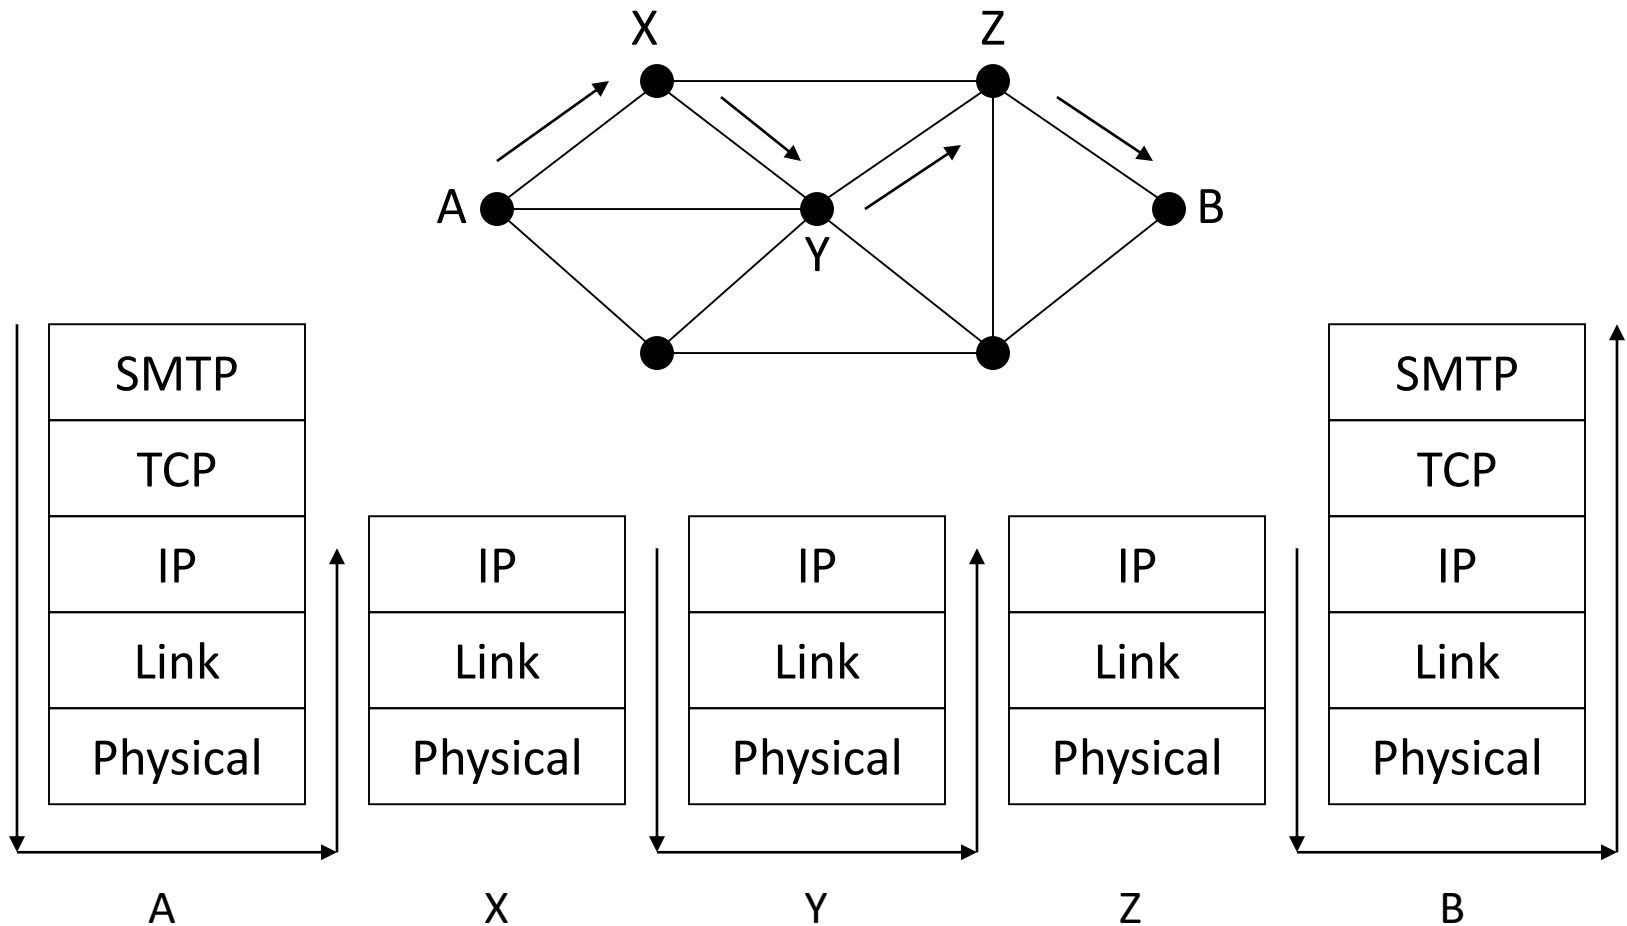 X
Z
A
B
Y
SMTP
SMTP
TCP
TCP
IP
IP
IP
IP
IP
Link
Link
Link
Link
Link
Physical
Physical
Physical
Physical
Physical
A
X
Y
Z
B